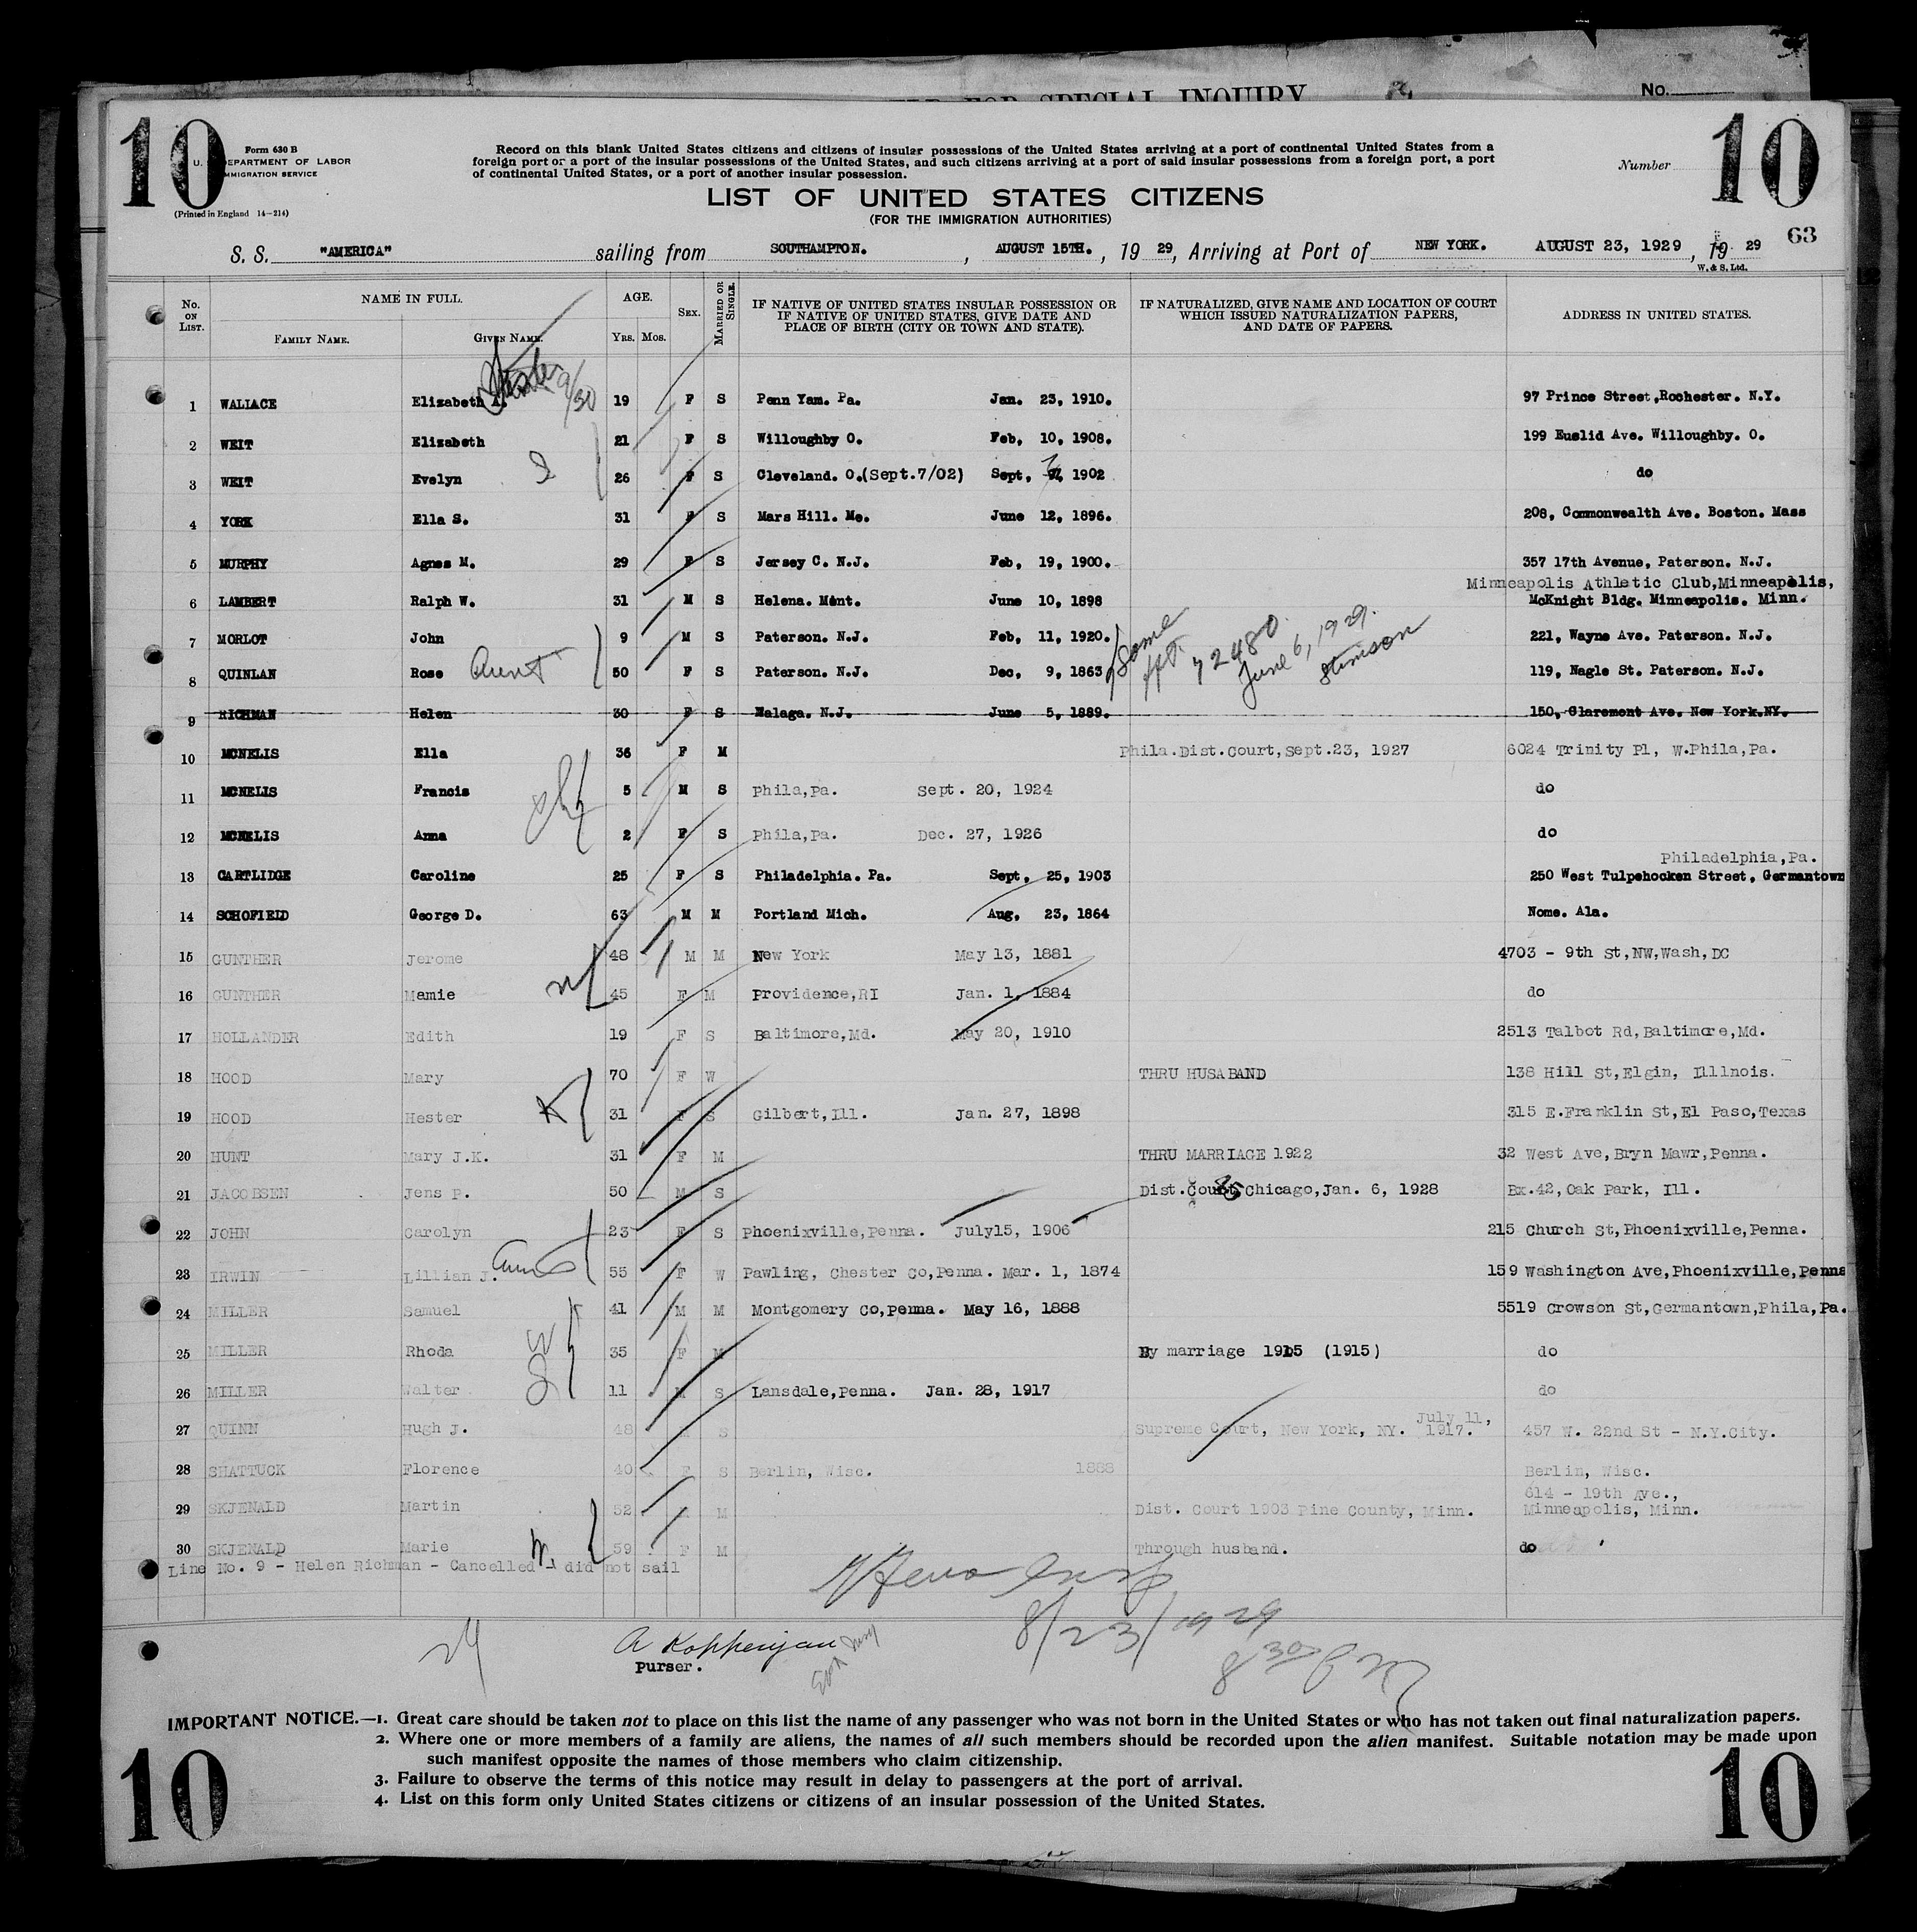 FOR SPECIAL INQUIRY
No.
10
10
Form 630 B
U. S. DEPARTMENT OF LABOR
IMMIGRATION SERVICE
(Printed in England 14-214)
Record on this blank United States citizens and citizens of insular possessions of the United States arriving at a port of continental United States from a
foreign port or a port of the insular possessions of the United States, and such citizens arriving at a port of said insular possessions from a foreign port, a port
of continental United States, or a port of another insular possession.
Number
LIST OF UNITED STATES CITIZENS
(FOR THE IMMIGRATION AUTHORITIES)
63
S. S. "AMERICA" sailing from SOUTHAMPTON. , AUGUST 15TH. , 19 29, Arriving at Port of NEW YORK. AUGUST 23, 1929 , 19 29
W. & S. Ltd.
No. ON LIST. NAME IN FULL. FAMILY NAME. GIVEN NAME. AGE. YRS. MOS. SEX. MARRIED OR SINGLE. IF NATIVE OF UNITED STATES INSULAR POSSESSION OR IF NATIVE OF UNITED STATES, GIVE DATE AND PLACE OF BIRTH (CITY OR TOWN AND STATE). IF NATURALIZED, GIVE NAME AND LOCATION OF COURT WHICH ISSUED NATURALIZATION PAPERS, AND DATE OF PAPERS. ADDRESS IN UNITED STATES.
1 WALLACE Elizabeth A. 19 F S Penn Yam. Pa. Jan. 23, 1910. 97 Prince Street,Rochester. N.Y.
2 WEIT Elizabeth 21 F S Willoughby O. Feb, 10, 1908. 199 Euclid Ave. Willoughby. O.
3 WEIT Evelyn 2 26 F S Cleveland. O.(Sept.7/02) Sept, 7, 1902 do
4 YORK Ella S. 31 F S Mars Hill. Me. June 12, 1896. 208, Commonwealth Ave. Boston. Mass
5 MURPHY Agnes M. 29 F S Jersey C. N.J. Feb, 19, 1900. 357 17th Avenue, Paterson. N.J.
Minneapolis Athletic Club,Minneapolis,
6 LAMBERT Ralph W. 31 M S Helena. Mont. June 10, 1898 McKnight Bldg. Minneapolis. Minn.
7 MORLOT John 9 M S Paterson. N.J. Feb, 11, 1920. 221, Wayne Ave. Paterson. N.J.
Same
72480
June 6, 1929.
Stimson
8 QUINLAN Rose Aunt 50 F S Paterson. N.J. Dec, 9, 1863 119, Nagle St. Paterson. N.J.
9 RICHMAN Helen 30 F S Malaga. N.J. June 5, 1889. 150, Claremont Ave. New York.NY.
10 MCNELIS Ella 36 F M Phila.Dist.Court,Sept.23, 1927 6024 Trinity Pl, W.Phila,Pa.
11 MCNELIS Francis 5 M S Phila,Pa. Sept. 20, 1924 do
12 MCNELIS Anna 2 F S Phila,Pa. Dec. 27, 1926 do
Philadelphia,Pa.
13 CARTLIDGE Caroline 25 F S Philadelphia. Pa. Sept, 25, 1903 250 West Tulpehocken Street, Germantown
14 SCHOFIELD George D. 63 M M Portland Mich. Aug, 23, 1864 Nome. Ala.
15 GUNTHER Jerome 48 M M New York May 13, 1881 4703 - 9th St,NW,Wash,DC
16 GUNTHER Mamie 45 F M Providence,RI Jan. 1, 1884 do
17 HOLLANDER Edith 19 F S Baltimore,Md. May 20, 1910 2513 Talbot Rd,Baltimore,Md.
18 HOOD Mary 70 F W THRU HUSABAND 138 Hill St,Elgin, Illlnois.
19 HOOD Hester 31 F S Gilbert,Ill. Jan. 27, 1898 315 E.Franklin St,El Paso,Texas
20 HUNT Mary J.K. 31 F M THRU MARRIAGE 1922 32 West Ave,Bryn Mawr,Penna.
21 JACOBSEN Jens P. 50 M S Dist.Court,Chicago,Jan. 6, 1928 Bx.42,Oak Park, Ill.
22 JOHN Carolyn 23 F S Phoenixville,Penna. July15, 1906 215 Church St,Phoenixville,Penna.
23 IRWIN Lillian J. Aunt 55 F W Pawling, Chester Co,Penna. Mar. 1, 1874 159 Washington Ave,Phoenixville,Penna
24 MILLER Samuel 41 M M Montgomery Co,Penna. May 16, 1888 5519 Crowson St,Germantown,Phila,Pa.
25 MILLER Rhoda 35 F M By marriage 1915 (1915) do
26 MILLER Walter 11 M S Lansdale,Penna. Jan. 28, 1917 do
27 QUINN Hugh J. 48 M S Supreme Court, New York, NY. July 11, 1917. 457 W. 22nd St - N.Y.City.
28 SHATTUCK Florence 40 F S Berlin, Wisc. 1888 Berlin, Wisc.
614 - 19th Ave.,
29 SKJENALD Martin 52 M M Dist. Court 1903 Pine County, Minn. Minneapolis, Minn.
30 SKJENALD Marie 59 F M Through husband. do
Line No. 9 - Helen Richman - Cancelled - did not sail
8/23/1929
8 30 PM
29
A Koppenjan
Purser.
IMPORTANT NOTICE.—1. Great care should be taken not to place on this list the name of any passenger who was not born in the United States or who has not taken out final naturalization papers.
2. Where one or more members of a family are aliens, the names of all such members should be recorded upon the alien manifest. Suitable notation may be made upon
such manifest opposite the names of those members who claim citizenship.
3. Failure to observe the terms of this notice may result in delay to passengers at the port of arrival.
4. List on this form only United States citizens or citizens of an insular possession of the United States.
10
10